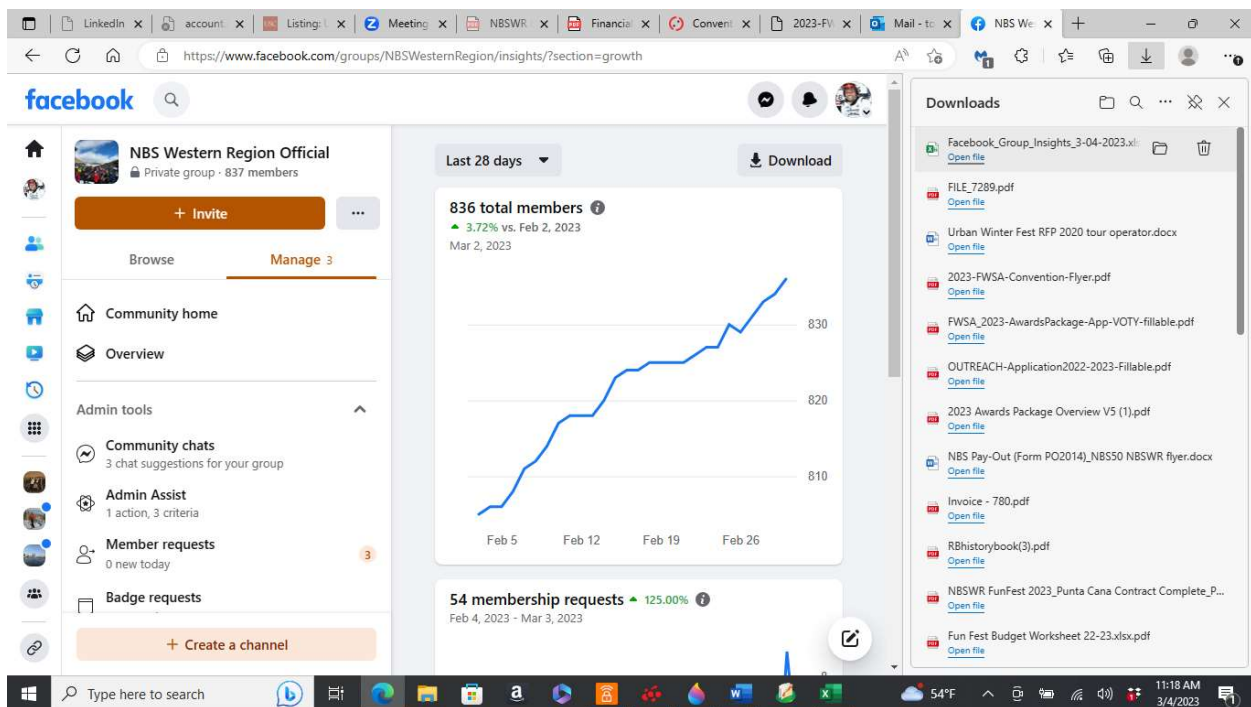 LinkedIn
account
Listing: L
Meeting
NBSWR
Financial
Convent
2023-FV
Mail - to
NBS We
https://www.facebook.com/groups/NBSWesternRegion/insights/?section=growth
facebook
NBS Western Region Official
Private group · 837 members
+ Invite
Browse
Manage 3
Community home
Overview
Admin tools
Community chats
3 chat suggestions for your group
Admin Assist
1 action, 3 criteria
Member requests
0 new today
3
Badge requests
+ Create a channel
Last 28 days
Download
836 total members
3.72% vs. Feb 2, 2023
Mar 2, 2023
830
820
810
Feb 5 Feb 12 Feb 19 Feb 26
54 membership requests 125.00%
Feb 4, 2023 - Mar 3, 2023
Downloads
Facebook_Group_Insights_3-04-2023.xl
Open file
FILE_7289.pdf
Open file
Urban Winter Fest RFP 2020 tour operator.docx
Open file
2023-FWSA-Convention-Flyer.pdf
Open file
FWSA_2023-AwardsPackage-App-VOTY-fillable.pdf
Open file
OUTREACH-Application2022-2023-Fillable.pdf
Open file
2023 Awards Package Overview V5 (1).pdf
Open file
NBS Pay-Out (Form PO2014)_NBS50 NBSWR flyer.docx
Open file
Invoice - 780.pdf
Open file
RBhistorybook(3).pdf
Open file
NBSWR FunFest 2023_Punta Cana Contract Complete_P...
Open file
Fun Fest Budget Worksheet 22-23.xlsx.pdf
Open file
Type here to search
54°F
11:18 AM
3/4/2023